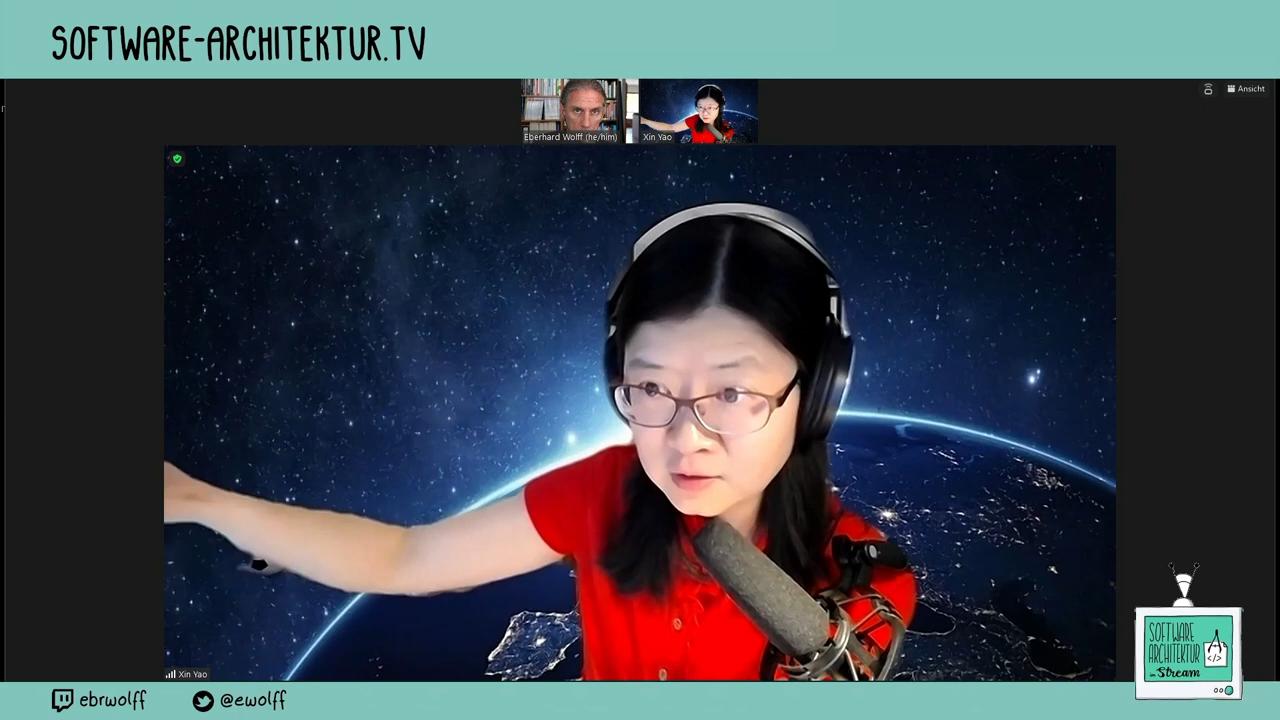 SOFTWARE-ARCHITEKTUR.TV
Ansicht
Eberhard Wolff (he/him)
Xin Yao
Xin Yao
SOFTWARE
ARCHITEKTUR
im Stream
</>
ebrwolff
@ewolff